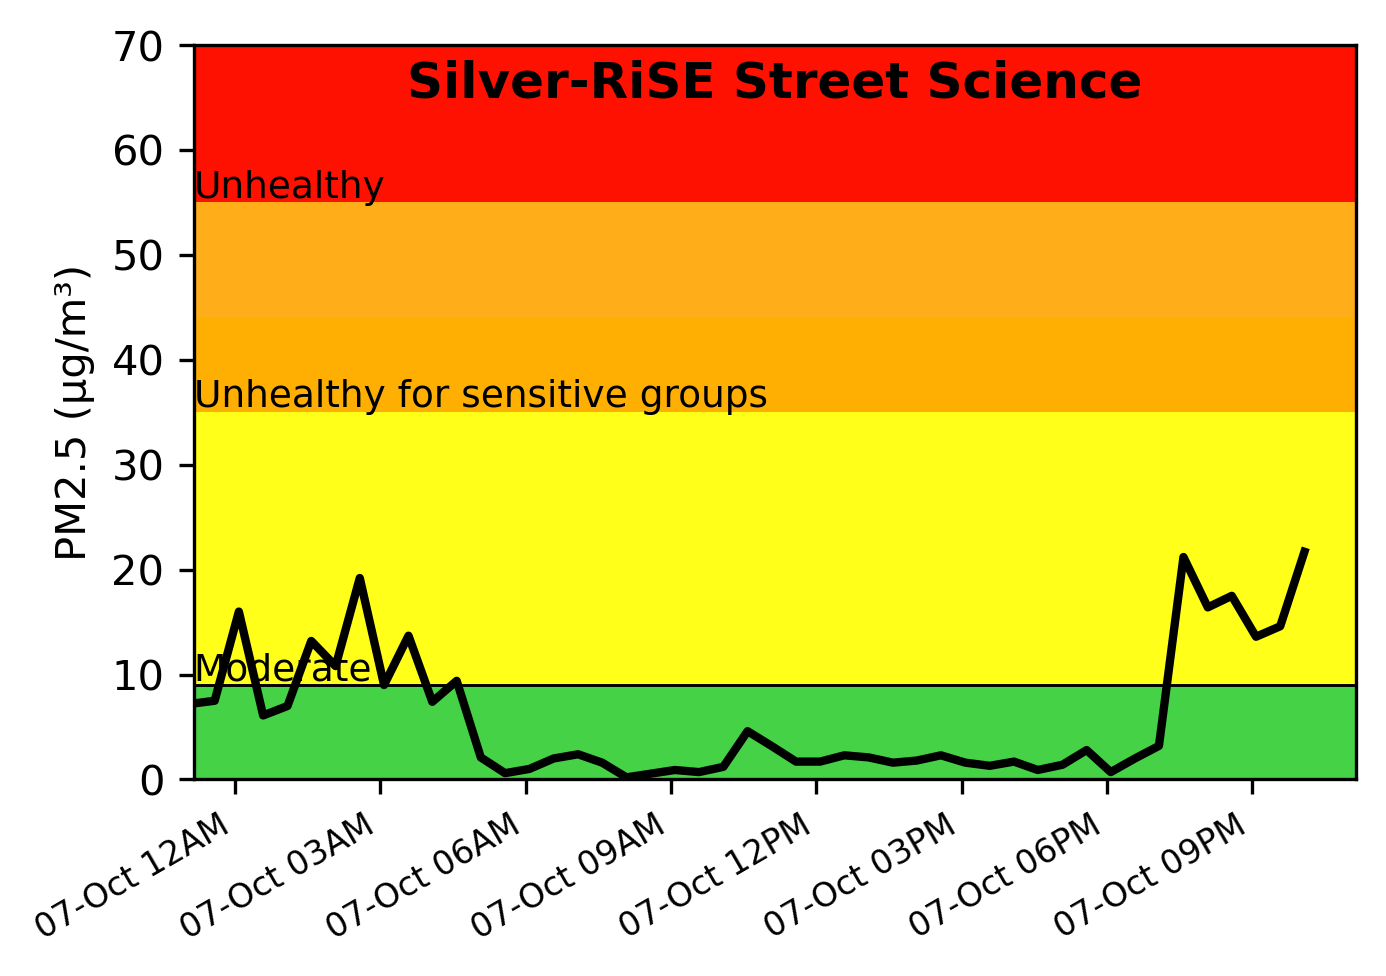 Silver-RiSE Street Science
70
60
50
40
30
20
10
0
PM2.5 (µg/m³)
Unhealthy
Unhealthy for sensitive groups
Moderate
07-Oct 12AM
07-Oct 03AM
07-Oct 06AM
07-Oct 09AM
07-Oct 12PM
07-Oct 03PM
07-Oct 06PM
07-Oct 09PM